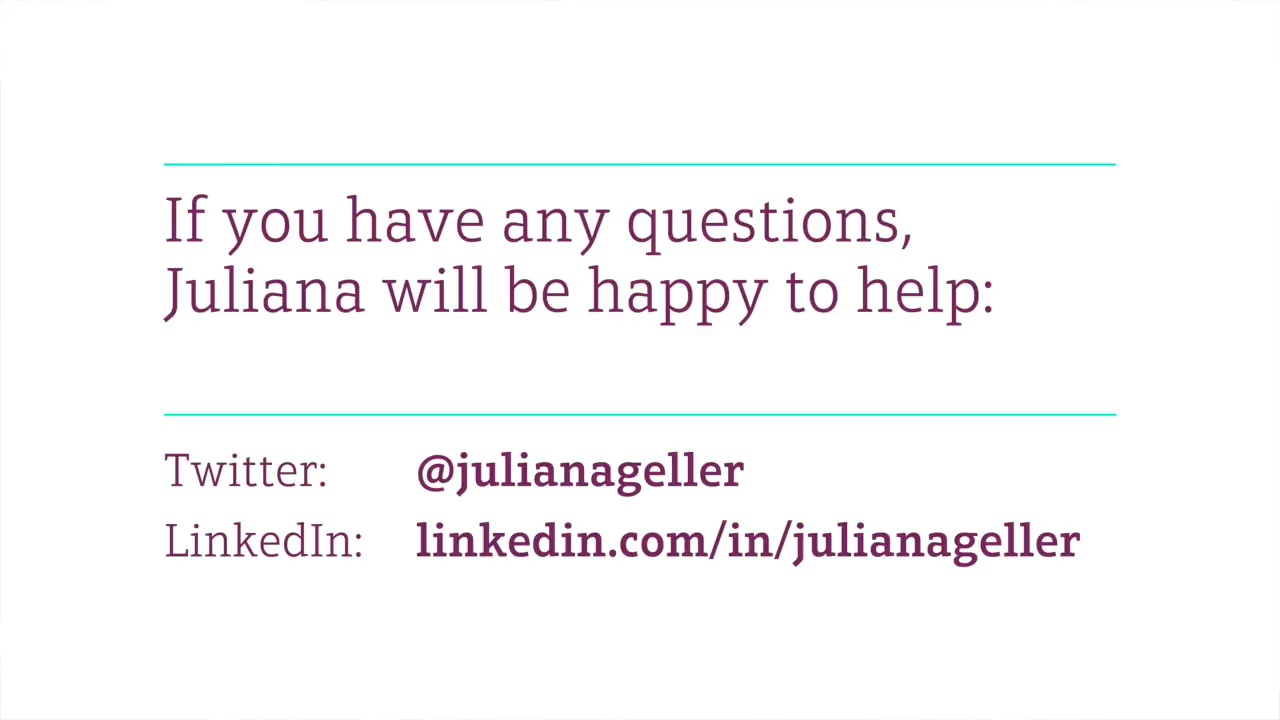 If you have any questions,
Juliana will be happy to help:
Twitter: @julianageller
LinkedIn: linkedin.com/in/julianageller